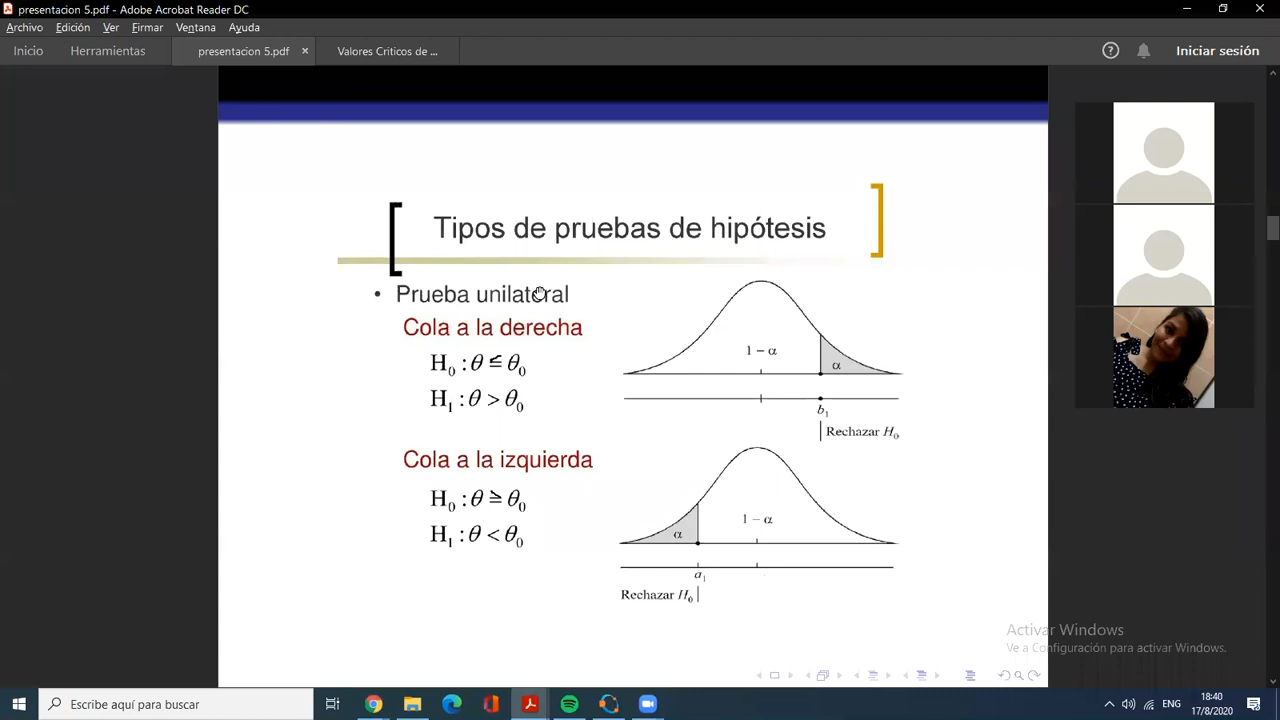 presentacion 5.pdf - Adobe Acrobat Reader DC
Archivo Edición Ver Firmar Ventana Ayuda
Inicio Herramientas presentacion 5.pdf × Valores Criticos de ... Iniciar sesión
Tipos de pruebas de hipótesis
• Prueba unilateral
Cola a la derecha
H₀ : θ ≤ θ₀
H₁ : θ > θ₀
1 − α
α
b₁
Rechazar H₀
Cola a la izquierda
H₀ : θ ≥ θ₀
H₁ : θ < θ₀
α
1 − α
a₁
Rechazar H₀
Activar Windows
Ve a Configuración para activar Windows.
Escribe aquí para buscar
ENG
18:40
17/8/2020